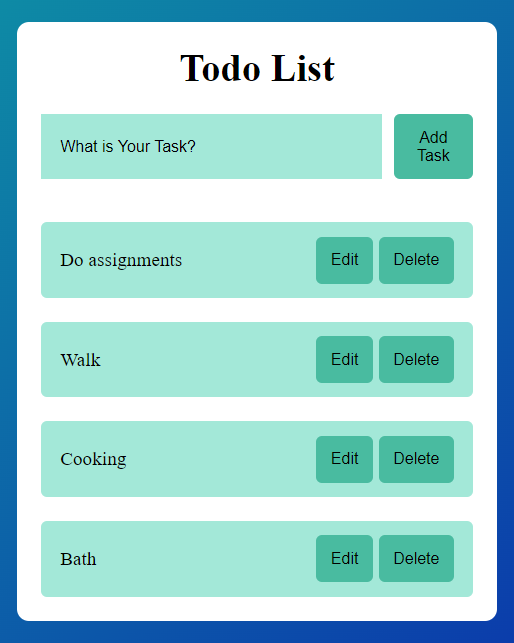 Todo List
What is Your Task?
Add
Task
Do assignments
Edit
Delete
Walk
Edit
Delete
Cooking
Edit
Delete
Bath
Edit
Delete